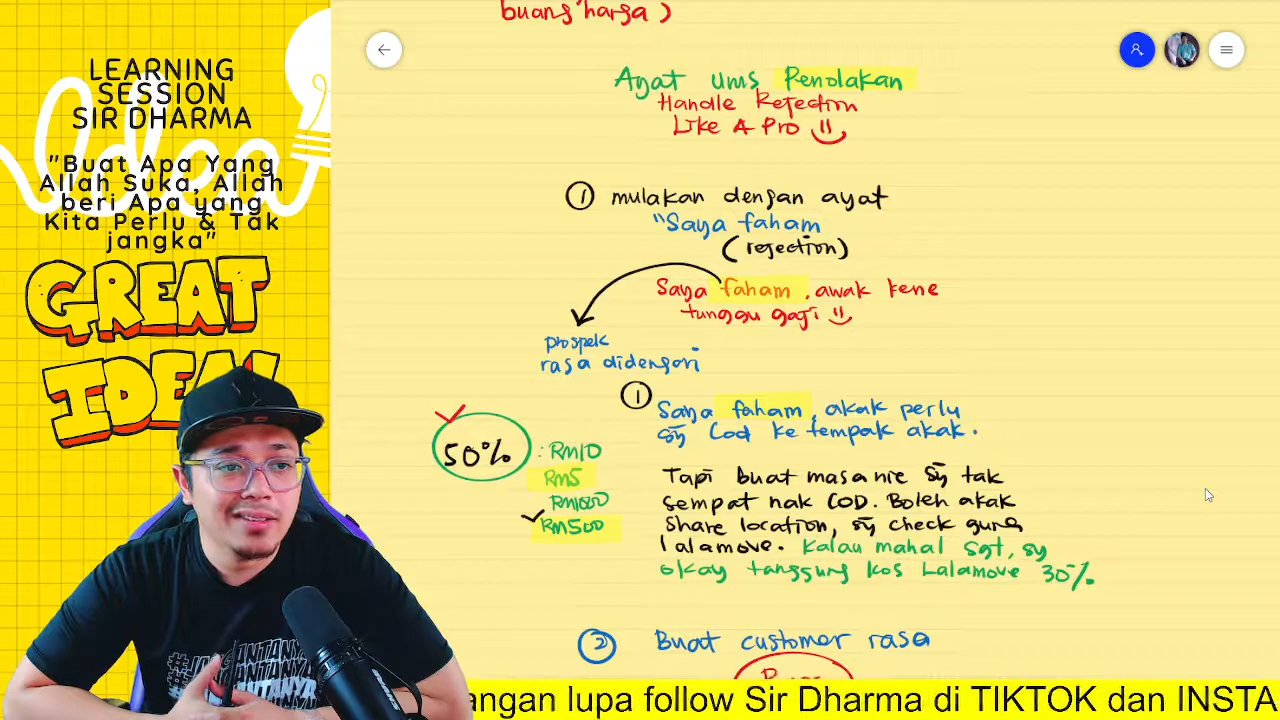 LEARNING
SESSION
SIR DHARMA
"Buat Apa Yang
Allah Suka, Allah
beri Apa yang
Kita Perlu & Tak
jangka"
GREAT
IDEA
buang harga)
Ayat ums Penolakan
Handle Rejection
Like A Pro
1 mulakan dengan ayat
"Saya faham
(rejection)
Saya faham, awak kene
tunggu gaji
prospek
rasa didengari
1
Saya faham, akak perlu
sy Cod ke tempak akak.
50% : RM10
RM5
RM1000
RM500
Tapi buat masa nie sy tak
sempat nak COD. Boleh akak
Share location, sy check guna
lalamove. Kalau mahal sgt, sy
okay tanggung kos Lalamove 30%
2 Buat customer rasa
angan lupa follow Sir Dharma di TIKTOK dan INSTA